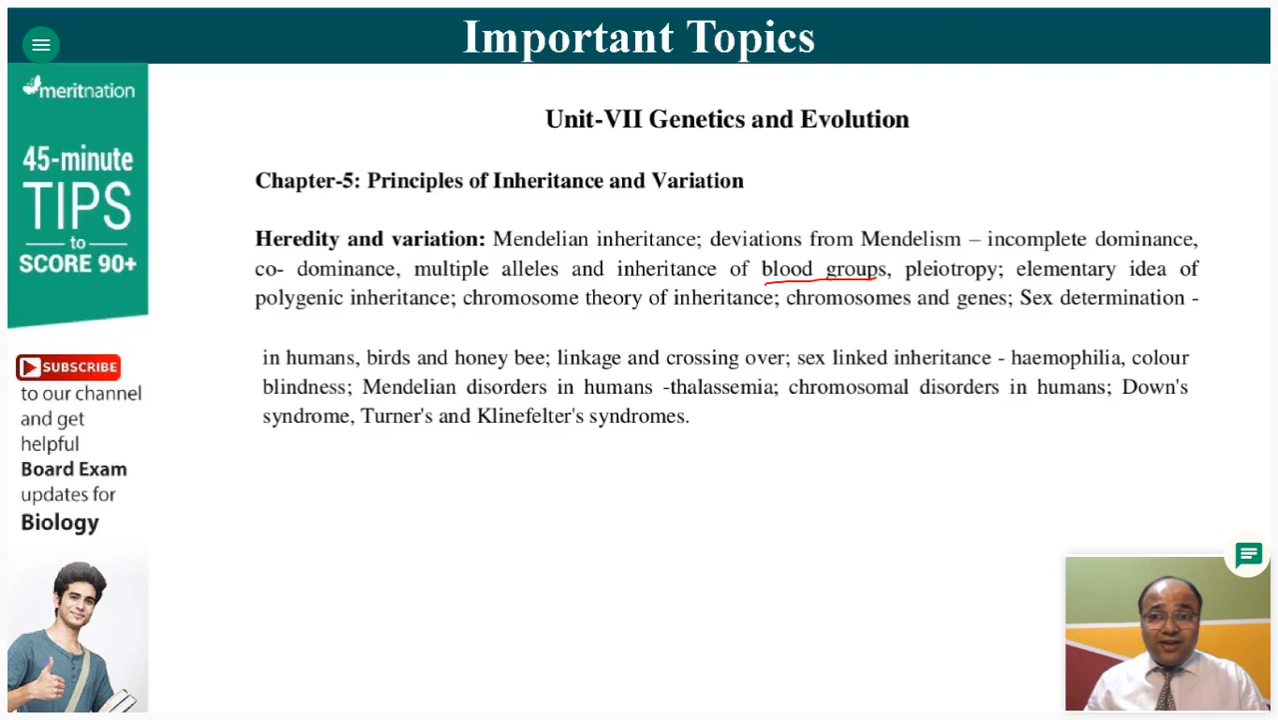 Important Topics
meritnation
45-minute
TIPS
to
SCORE 90+
SUBSCRIBE
to our channel
and get
helpful
Board Exam
updates for
Biology
Unit-VII Genetics and Evolution
Chapter-5: Principles of Inheritance and Variation
Heredity and variation: Mendelian inheritance; deviations from Mendelism – incomplete dominance,
co- dominance, multiple alleles and inheritance of blood groups, pleiotropy; elementary idea of
polygenic inheritance; chromosome theory of inheritance; chromosomes and genes; Sex determination -
in humans, birds and honey bee; linkage and crossing over; sex linked inheritance - haemophilia, colour
blindness; Mendelian disorders in humans -thalassemia; chromosomal disorders in humans; Down's
syndrome, Turner's and Klinefelter's syndromes.